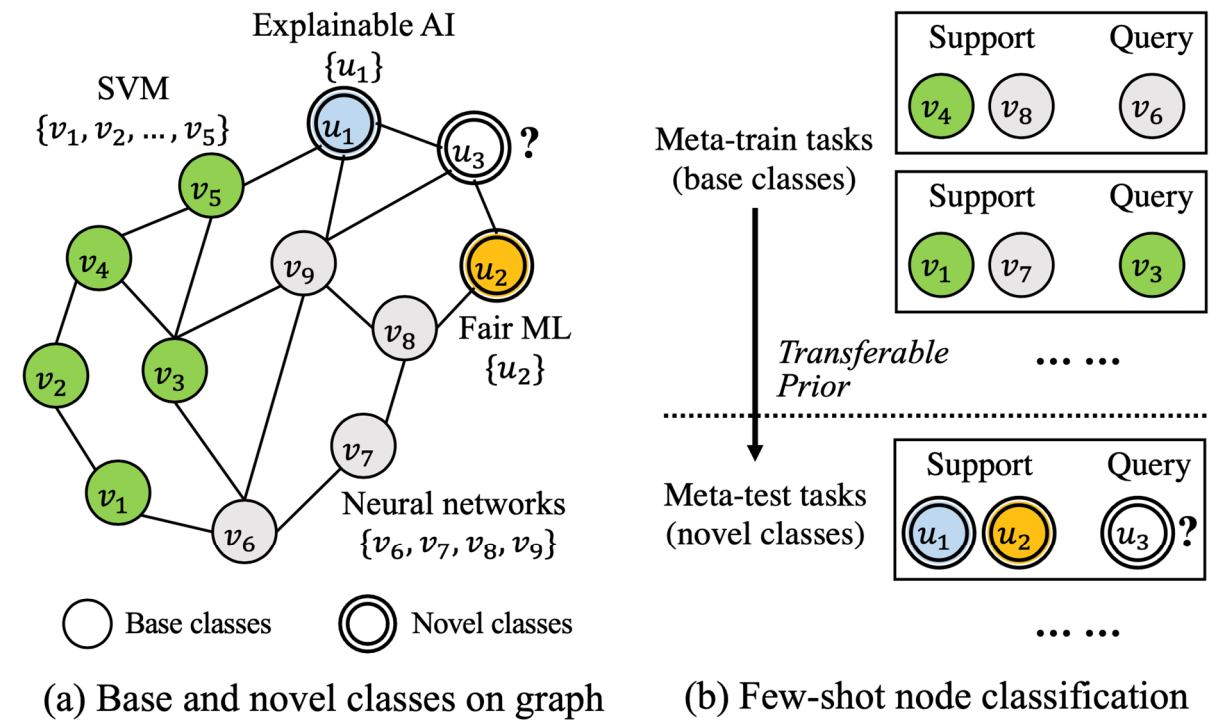 Explainable AI
{u₁}
SVM
{v₁, v₂, ..., v₅}
u₁
u₃
?
v₅
v₄
v₉
u₂
v₈
Fair ML
{u₂}
v₂
v₃
v₇
v₁
v₆
Neural networks
{v₆, v₇, v₈, v₉}
Base classes
Novel classes
(a) Base and novel classes on graph
Support Query
v₄ v₈ v₆
Meta-train tasks
(base classes)
Support Query
v₁ v₇ v₃
Transferable
Prior
... ...
Support Query
Meta-test tasks
(novel classes)
u₁ u₂ u₃ ?
... ...
(b) Few-shot node classification